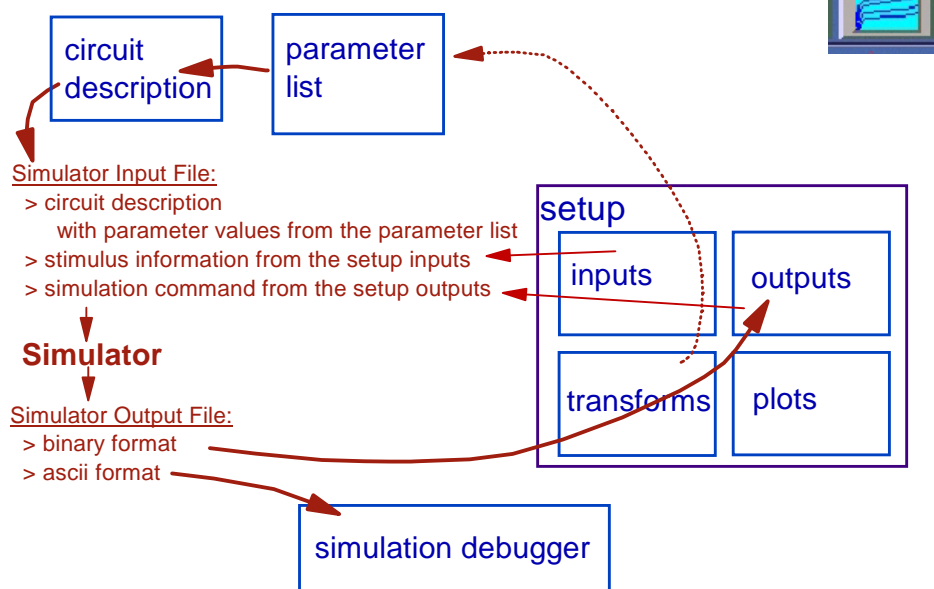 circuit
description
parameter
list
Simulator Input File:
> circuit description
with parameter values from the parameter list
> stimulus information from the setup inputs
> simulation command from the setup outputs
Simulator
Simulator Output File:
> binary format
> ascii format
setup
inputs
outputs
transforms
plots
simulation debugger